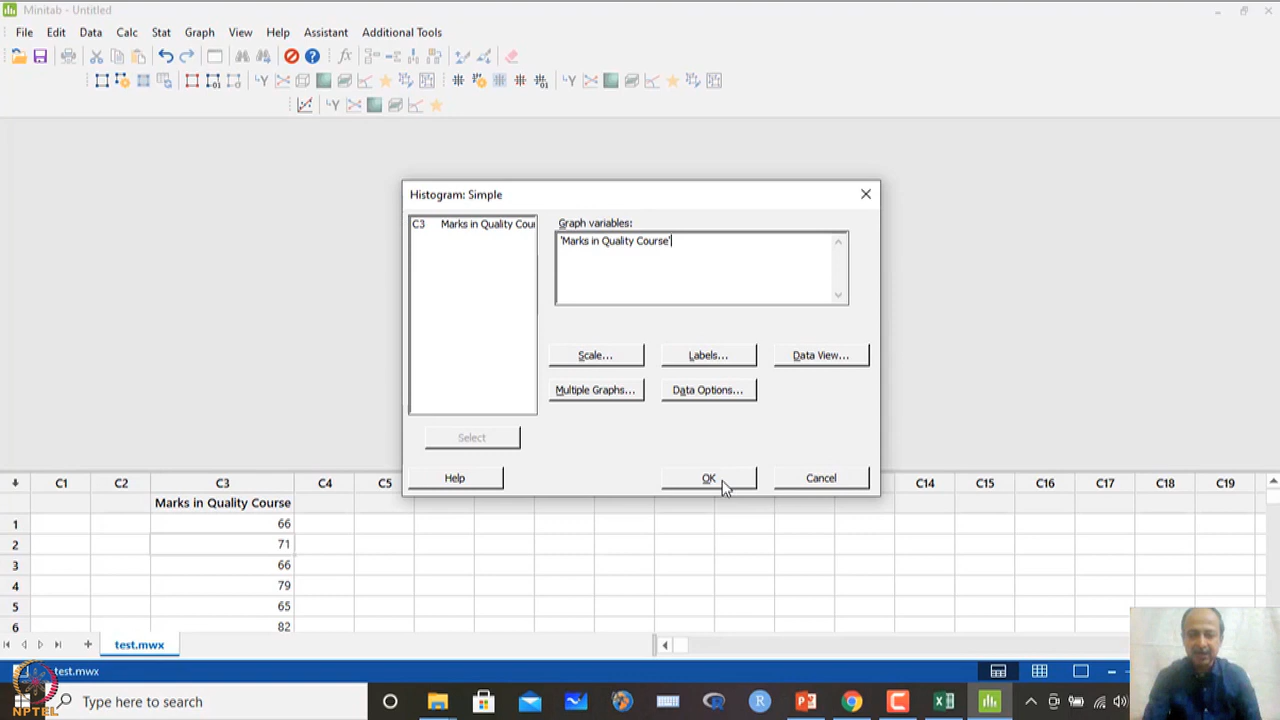 Minitab - Untitled
File Edit Data Calc Stat Graph View Help Assistant Additional Tools
Histogram: Simple
C3 Marks in Quality Cour
Graph variables:
'Marks in Quality Course'
Scale... Labels... Data View...
Multiple Graphs... Data Options...
Select
Help OK Cancel
C1 C2 C3 C4 C5 C14 C15 C16 C17 C18 C19
Marks in Quality Course
1 66
2 71
3 66
4 79
5 65
6 82
test.mwx
test.mwx
Type here to search
NPTEL